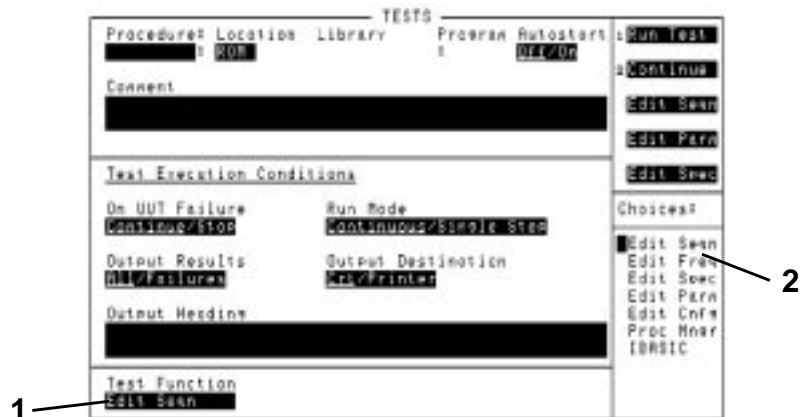 TESTS
Procedure: Location Library Program Autostart
: ROM : Off/On
Comment
Test Execution Conditions
On UUT Failure Run Mode
Continue/Stop Continuous/Single Step
Output Results Output Destination
All/Failures Crt/Printer
Output Heading
Test Function
Edit Seqn
1 Run Test
2 Continue
Edit Seqn
Edit Parm
Edit Spec
Choices:
Edit Seqn
Edit Freq
Edit Spec
Edit Parm
Edit Cnfg
Proc Mngr
IBASIC
1
2